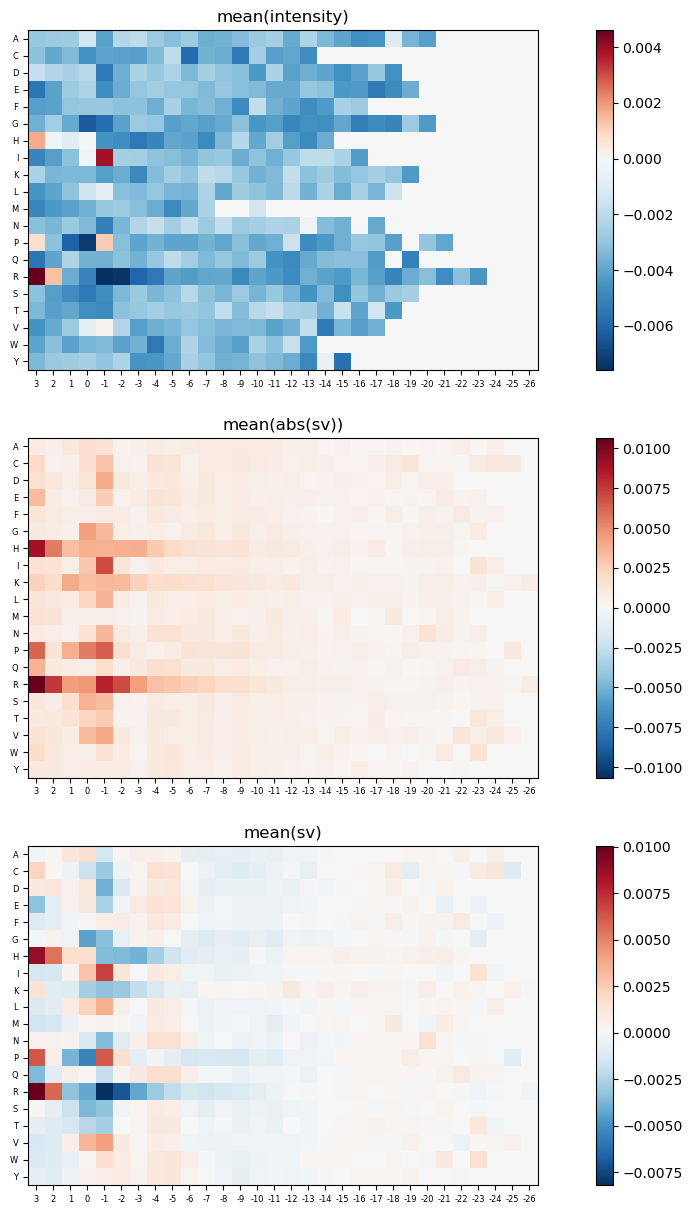 mean(intensity)
A
C
D
E
F
G
H
I
K
L
M
N
P
Q
R
S
T
V
W
Y
3 2 1 0 -1 -2 -3 -4 -5 -6 -7 -8 -9 -10 -11 -12 -13 -14 -15 -16 -17 -18 -19 -20 -21 -22 -23 -24 -25 -26
0.004
0.002
0.000
−0.002
−0.004
−0.006
mean(abs(sv))
A
C
D
E
F
G
H
I
K
L
M
N
P
Q
R
S
T
V
W
Y
3 2 1 0 -1 -2 -3 -4 -5 -6 -7 -8 -9 -10 -11 -12 -13 -14 -15 -16 -17 -18 -19 -20 -21 -22 -23 -24 -25 -26
0.0100
0.0075
0.0050
0.0025
0.0000
−0.0025
−0.0050
−0.0075
−0.0100
mean(sv)
A
C
D
E
F
G
H
I
K
L
M
N
P
Q
R
S
T
V
W
Y
3 2 1 0 -1 -2 -3 -4 -5 -6 -7 -8 -9 -10 -11 -12 -13 -14 -15 -16 -17 -18 -19 -20 -21 -22 -23 -24 -25 -26
0.0100
0.0075
0.0050
0.0025
0.0000
−0.0025
−0.0050
−0.0075